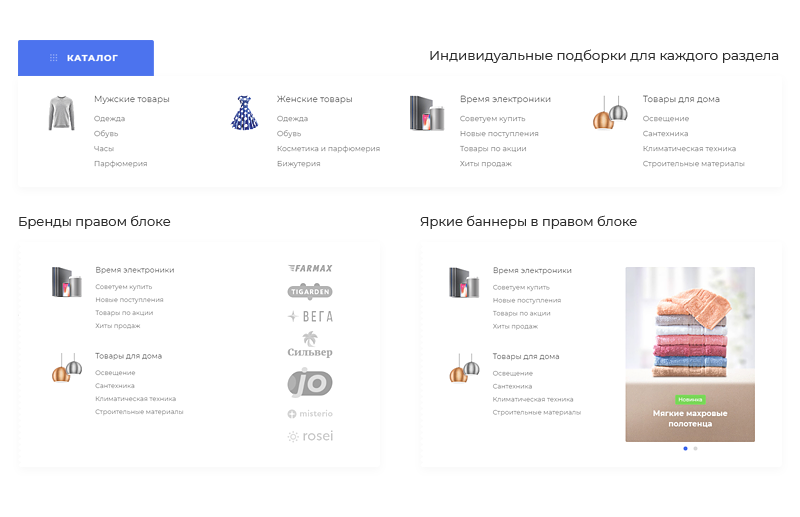 КАТАЛОГ
Индивидуальные подборки для каждого раздела
Мужские товары
Одежда
Обувь
Часы
Парфюмерия
Женские товары
Одежда
Обувь
Косметика и парфюмерия
Бижутерия
Время электроники
Советуем купить
Новые поступления
Товары по акции
Хиты продаж
Товары для дома
Освещение
Сантехника
Климатическая техника
Строительные материалы
Бренды правом блоке
Время электроники
Советуем купить
Новые поступления
Товары по акции
Хиты продаж
Товары для дома
Освещение
Сантехника
Климатическая техника
Строительные материалы
FARMAX
TIGARDEN
ВЕГА
Сильвер
jo
misterio
rosei
Яркие баннеры в правом блоке
Время электроники
Советуем купить
Новые поступления
Товары по акции
Хиты продаж
Товары для дома
Освещение
Сантехника
Климатическая техника
Строительные материалы
Новинка
Мягкие махровые
полотенца